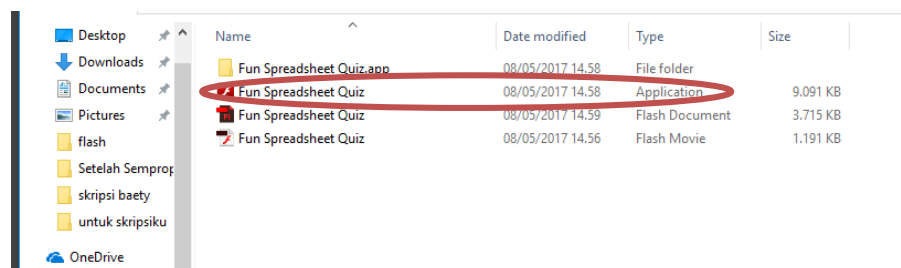 Desktop
Downloads
Documents
Pictures
flash
Setelah Semprop
skripsi baety
untuk skripsiku
OneDrive
Name Date modified Type Size
Fun Spreadsheet Quiz.app 08/05/2017 14.58 File folder
Fun Spreadsheet Quiz 08/05/2017 14.58 Application 9.091 KB
Fun Spreadsheet Quiz 08/05/2017 14.59 Flash Document 3.715 KB
Fun Spreadsheet Quiz 08/05/2017 14.56 Flash Movie 1.191 KB